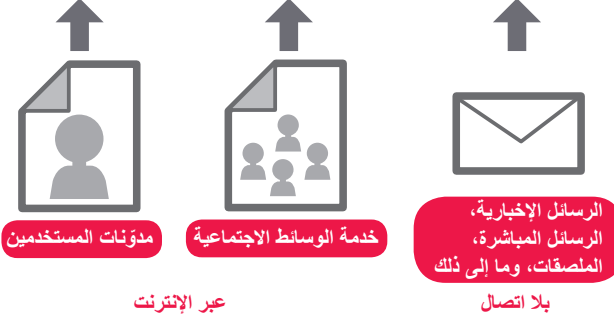 الرسائل الإخبارية،
الرسائل المباشرة،
الملصقات، وما إلى ذلك
خدمة الوسائط الاجتماعية
مدوّنات المستخدمين
بلا اتصال
عبر الإنترنت